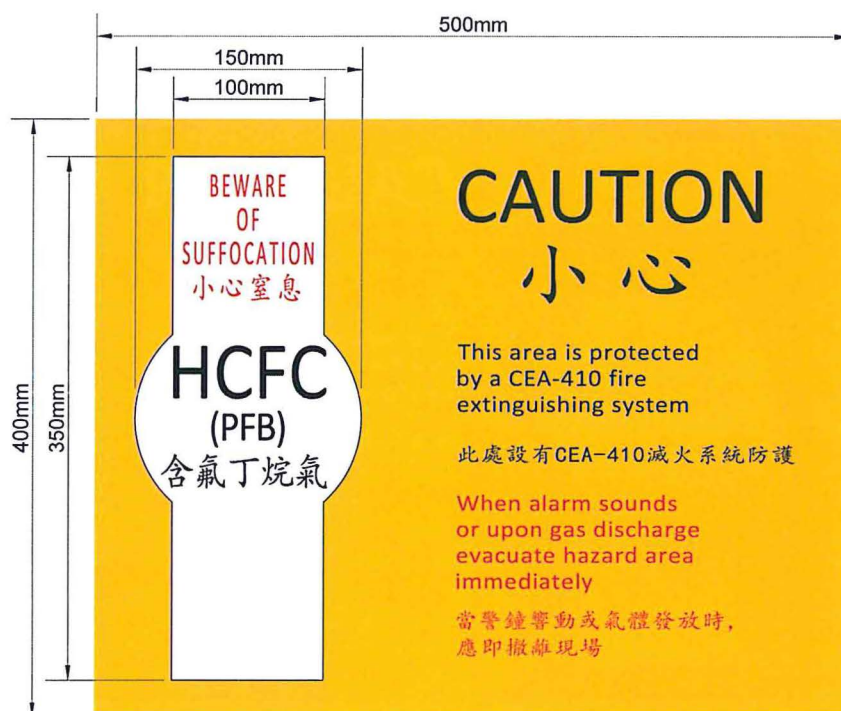 500mm
150mm
100mm
400mm
350mm
BEWARE
OF
SUFFOCATION
小心窒息
HCFC
(PFB)
含氟丁烷氣
CAUTION
小心
This area is protected
by a CEA-410 fire
extinguishing system
此處設有CEA-410滅火系統防護
When alarm sounds
or upon gas discharge
evacuate hazard area
immediately
當警鐘響動或氣體發放時,
應即撤離現場